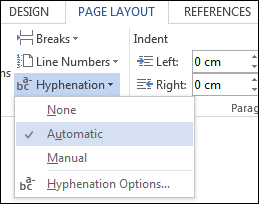 DESIGN PAGE LAYOUT REFERENCES
Breaks Indent
Line Numbers Left: 0 cm
Hyphenation Right: 0 cm
None Parag
Automatic
Manual
Hyphenation Options...